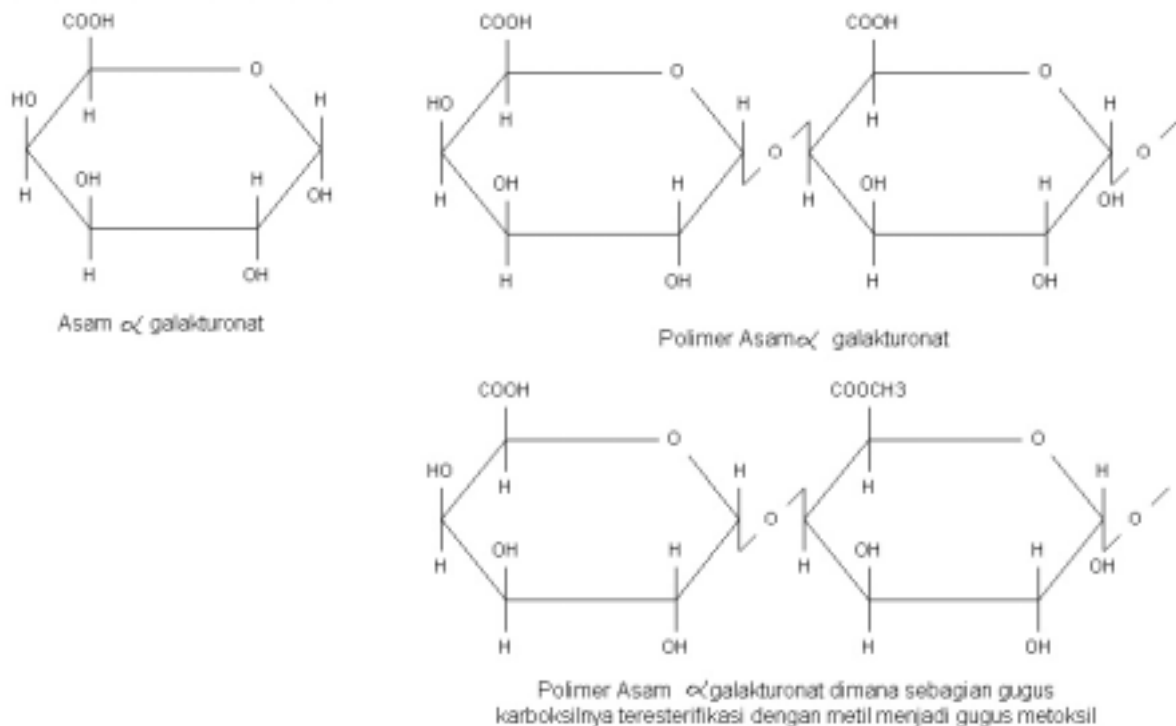 COOH
O
HO
H
H
OH
H
H
OH
H
OH
Asam α galakturonat
COOH
COOH
O
O
HO
H
H
H
H
O
O
OH
H
OH
H
H
H
OH
H
OH
H
OH
Polimer Asam α galakturonat
COOH
COOCH3
O
O
HO
H
H
H
H
O
O
OH
H
OH
H
H
H
OH
H
OH
H
OH
Polimer Asam α galakturonat dimana sebagian gugus
karboksilnya teresterifikasi dengan metil menjadi gugus metoksil